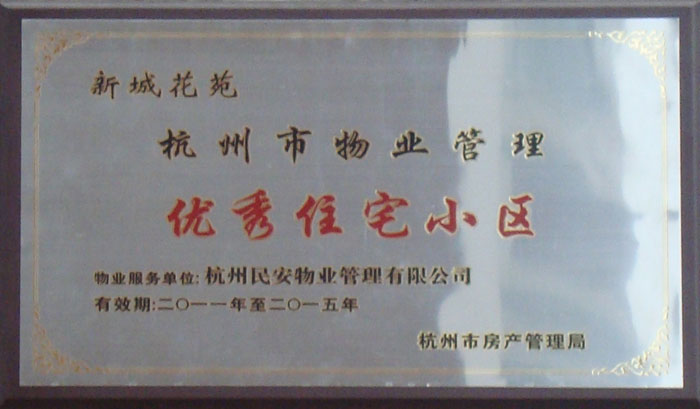 新城花苑
杭州市物业管理
优秀住宅小区
物业服务单位:杭州民安物业管理有限公司
有效期:二〇一一年至二〇一五年
杭州市房产管理局